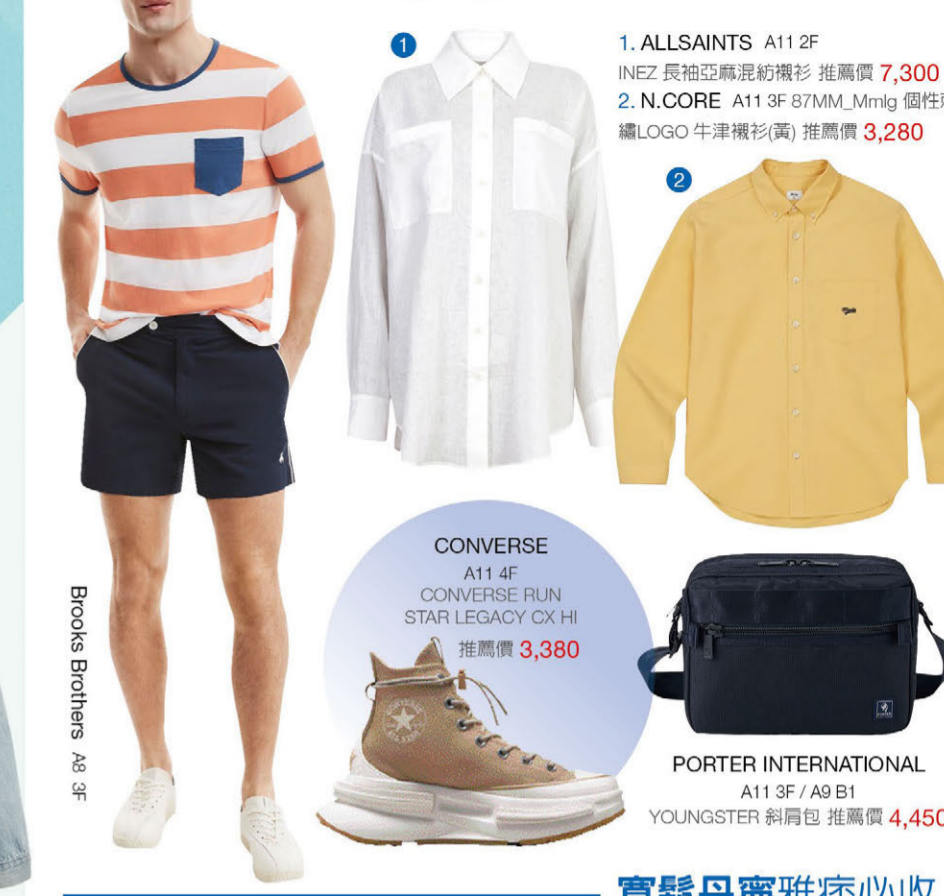 1
1. ALLSAINTS A11 2F
INEZ 長袖亞麻混紡襯衫 推薦價 7,300
2. N.CORE A11 3F 87MM_Mmlg 個性
繡LOGO 牛津襯衫(黃) 推薦價 3,280
2
CONVERSE
A11 4F
CONVERSE RUN
STAR LEGACY CX HI
推薦價 3,380
Brooks Brothers A8 3F
PORTER INTERNATIONAL
A11 3F / A9 B1
YOUNGSTER 斜肩包 推薦價 4,450